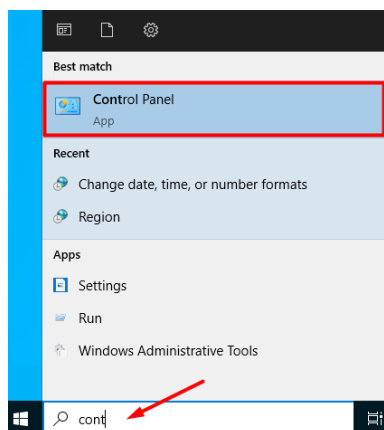 Best match
Control Panel
App
Recent
Change date, time, or number formats
Region
Apps
Settings
Run
Windows Administrative Tools
cont